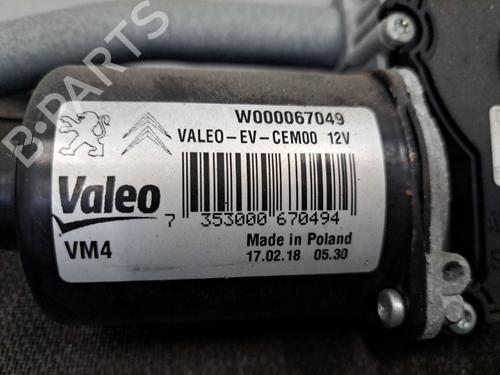 W000067049
VALEO-EV-CEM00 12V
Valeo
7 353000 670494
VM4
Made in Poland
17.02.18 05.30
B-PARTS